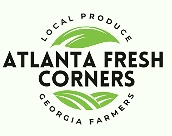 LOCAL PRODUCE
ATLANTA FRESH
CORNERS
GEORGIA FARMERS